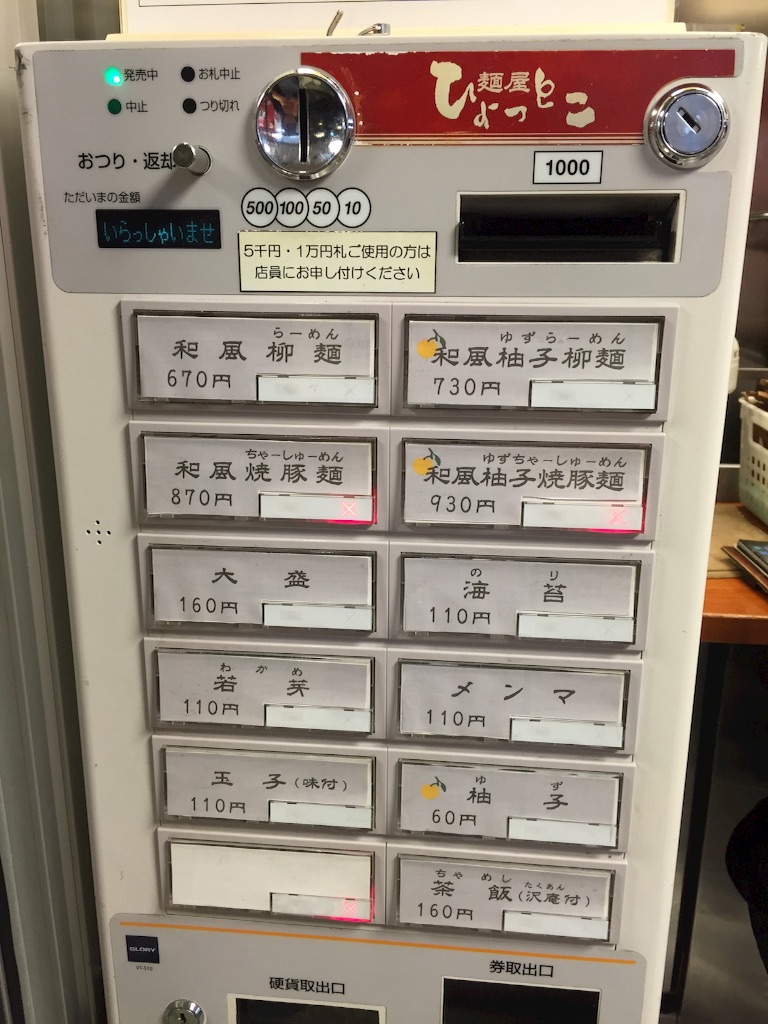 発売中 お札中止
中止 つり切れ
麺屋
ひょっとこ
おつり・返却
1000
ただいまの金額
500 100 50 10
いらっしゃいませ
5千円・1万円札ご使用の方は
店員にお申し付けください
らーめん
和風柳麺
670円
ゆずらーめん
和風柚子柳麺
730円
ちゃーしゅーめん
和風焼豚麺
870円
ゆずちゃーしゅーめん
和風柚子焼豚麺
930円
大盛
160円
のり
海苔
110円
わかめ
若芽
110円
メンマ
110円
玉子(味付)
110円
ゆず
柚子
60円
ちゃめし たくあん
茶飯(沢庵付)
160円
GLORY
VT-S10
硬貨取出口
券取出口